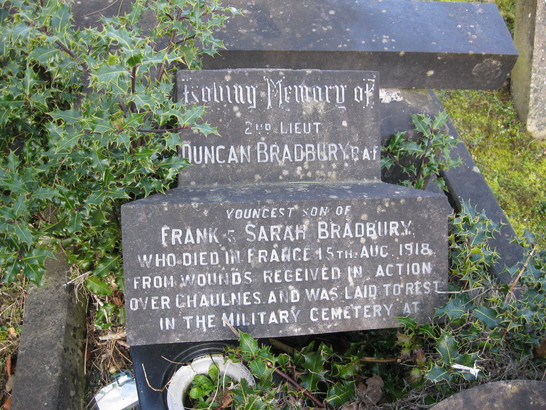 Loving Memory of
2ND LIEUT
DUNCAN BRADBURY R.A.F.
YOUNGEST SON OF
FRANK & SARAH BRADBURY,
WHO DIED IN FRANCE 15TH AUG. 1918,
FROM WOUNDS RECEIVED IN ACTION
OVER CHAULNES, AND WAS LAID TO REST
IN THE MILITARY CEMETERY AT